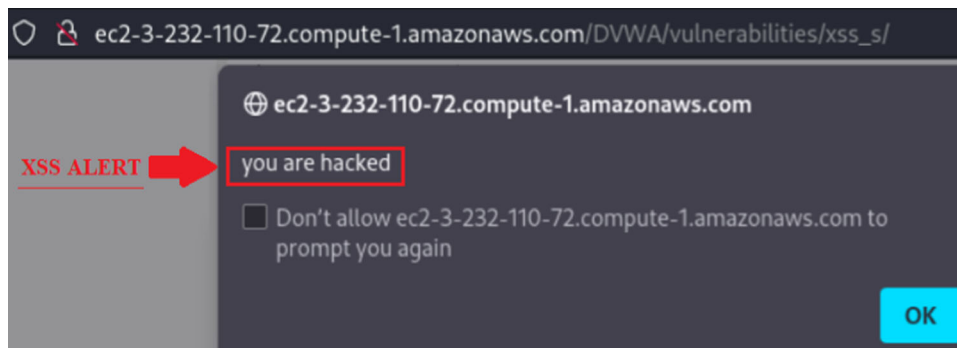 ec2-3-232-110-72.compute-1.amazonaws.com/DVWA/vulnerabilities/xss_s/
ec2-3-232-110-72.compute-1.amazonaws.com
XSS ALERT
you are hacked
Don't allow ec2-3-232-110-72.compute-1.amazonaws.com to
prompt you again
OK